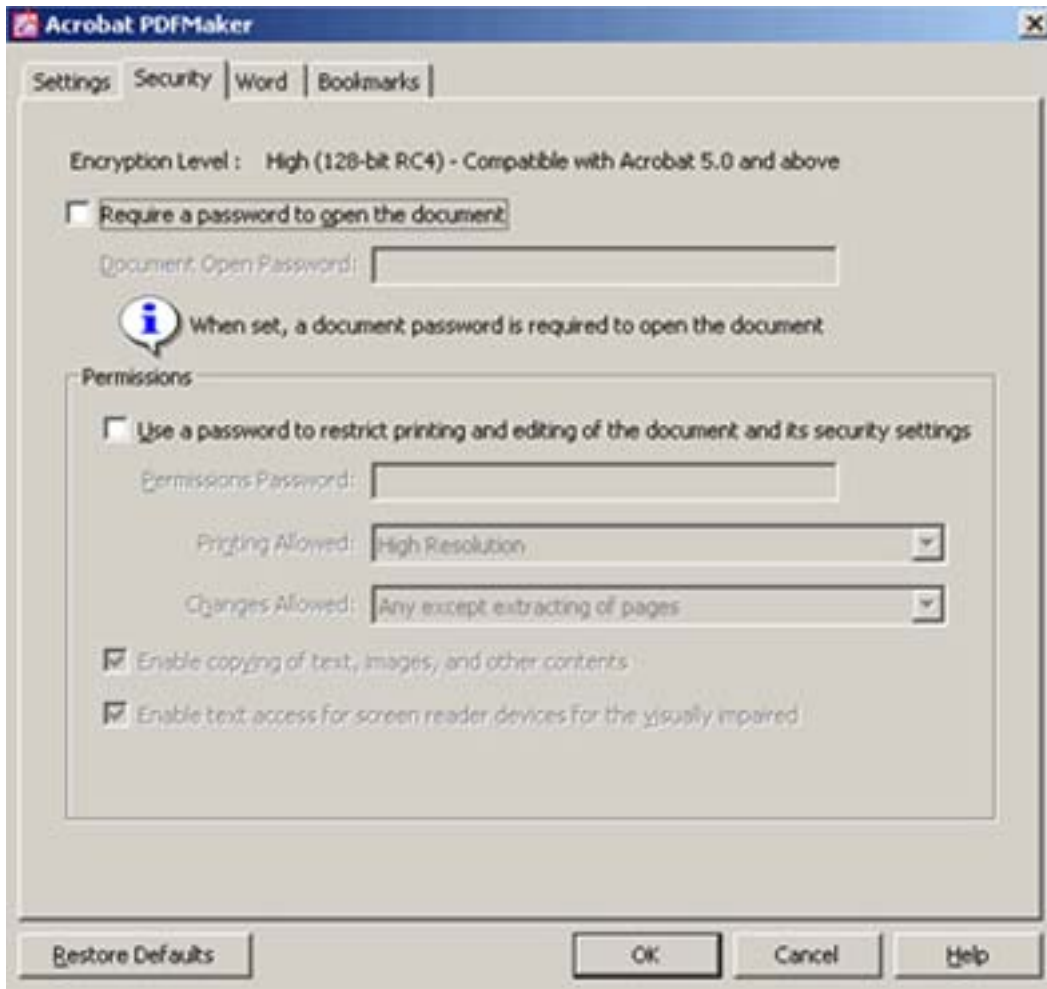 Acrobat PDFMaker
Settings Security Word Bookmarks
Encryption Level : High (128-bit RC4) - Compatible with Acrobat 5.0 and above
Require a password to open the document
Document Open Password:
When set, a document password is required to open the document
Permissions
Use a password to restrict printing and editing of the document and its security settings
Permissions Password:
Printing Allowed: High Resolution
Changes Allowed: Any except extracting of pages
Enable copying of text, images, and other contents
Enable text access for screen reader devices for the visually impaired
Restore Defaults OK Cancel Help